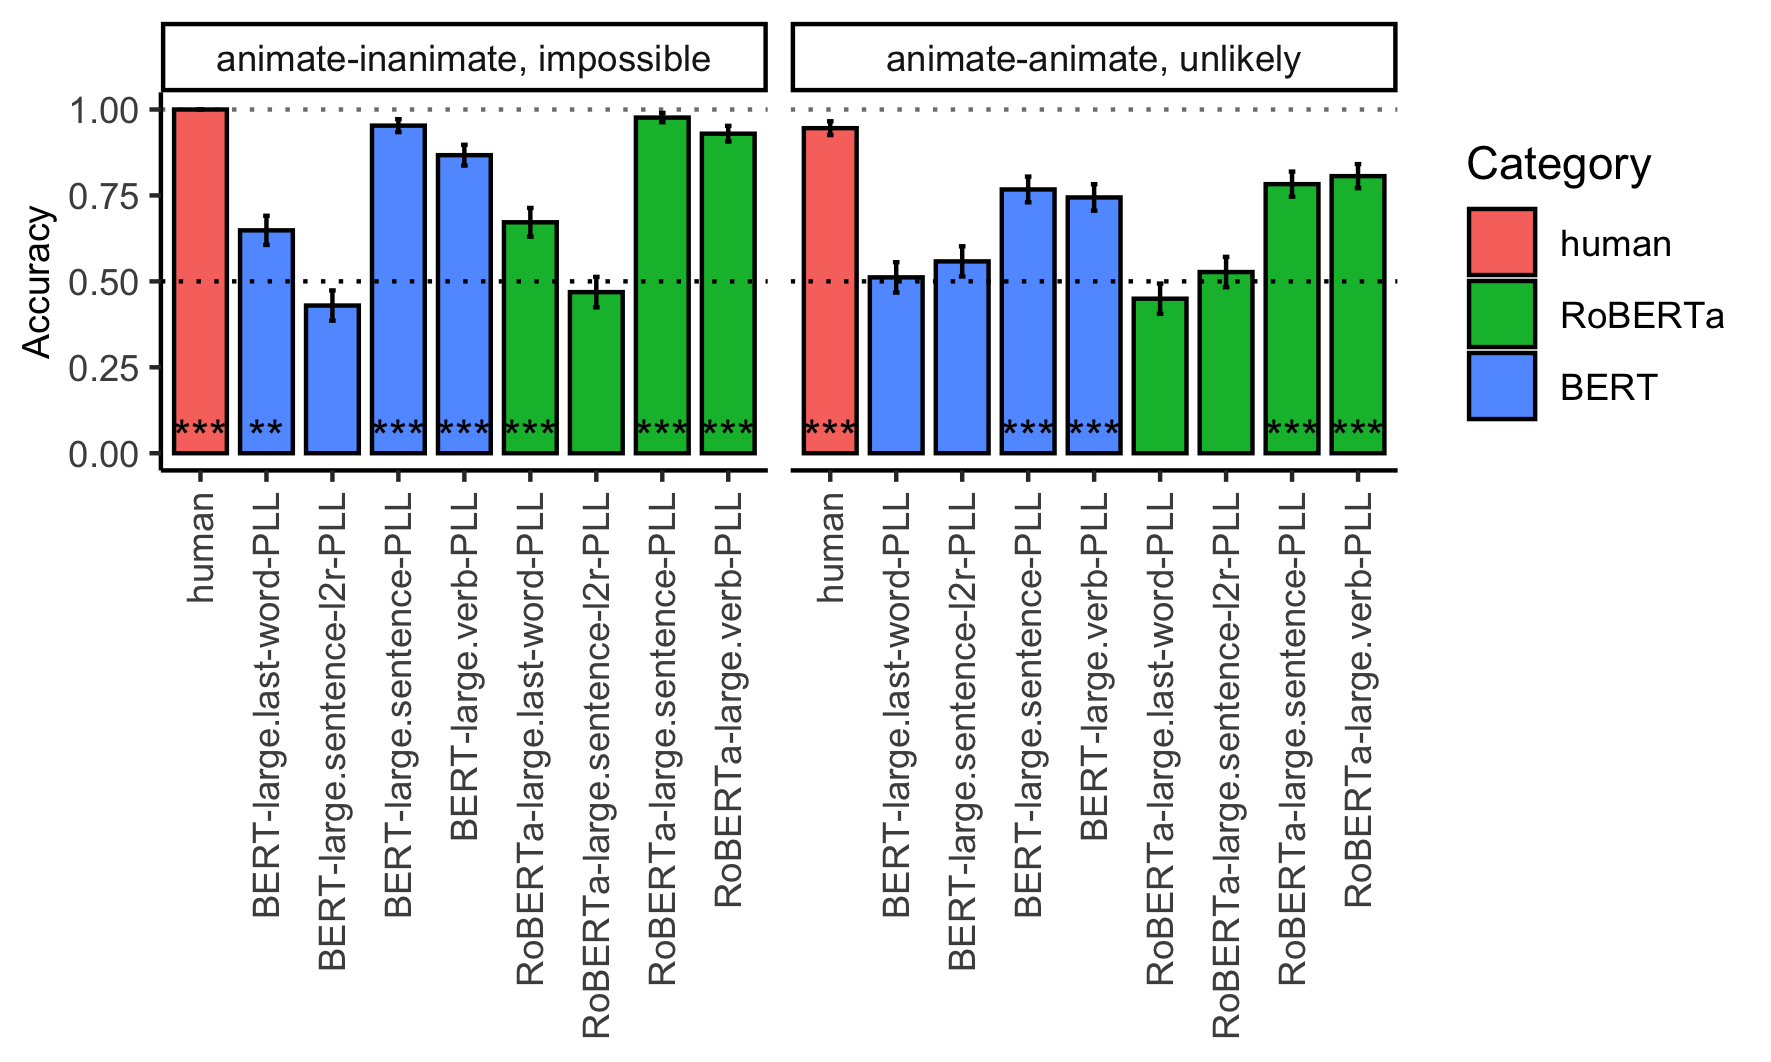 animate-inanimate, impossible
animate-animate, unlikely
Accuracy
1.00
0.75
0.50
0.25
0.00
*** ** *** *** *** *** ***
*** *** *** *** ***
human
BERT-large.last-word-PLL
BERT-large.sentence-l2r-PLL
BERT-large.sentence-PLL
BERT-large.verb-PLL
RoBERTa-large.last-word-PLL
RoBERTa-large.sentence-l2r-PLL
RoBERTa-large.sentence-PLL
RoBERTa-large.verb-PLL
human
BERT-large.last-word-PLL
BERT-large.sentence-l2r-PLL
BERT-large.sentence-PLL
BERT-large.verb-PLL
RoBERTa-large.last-word-PLL
RoBERTa-large.sentence-l2r-PLL
RoBERTa-large.sentence-PLL
RoBERTa-large.verb-PLL
Category
human
RoBERTa
BERT